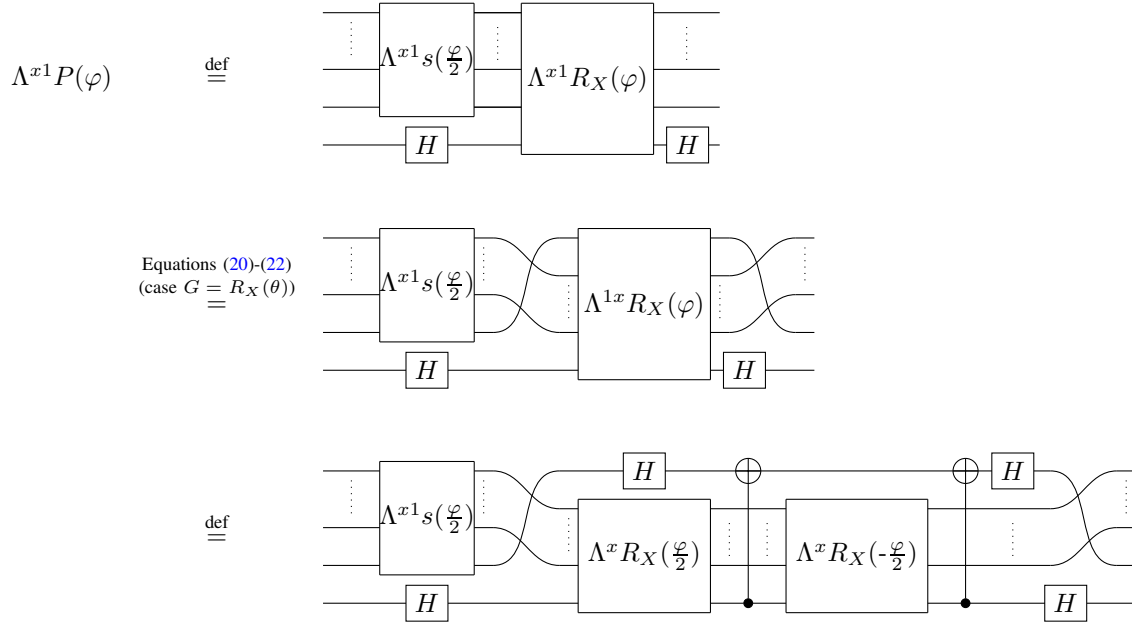 Λ^{x1}P(φ) def = Λ^{x1}s(φ/2) Λ^{x1}R_X(φ)
H H
Equations (20)-(22)
(case G = R_X(θ))
= Λ^{x1}s(φ/2) Λ^{1x}R_X(φ)
H H
H H
def = Λ^{x1}s(φ/2) Λ^xR_X(φ/2) Λ^xR_X(-φ/2)
H H